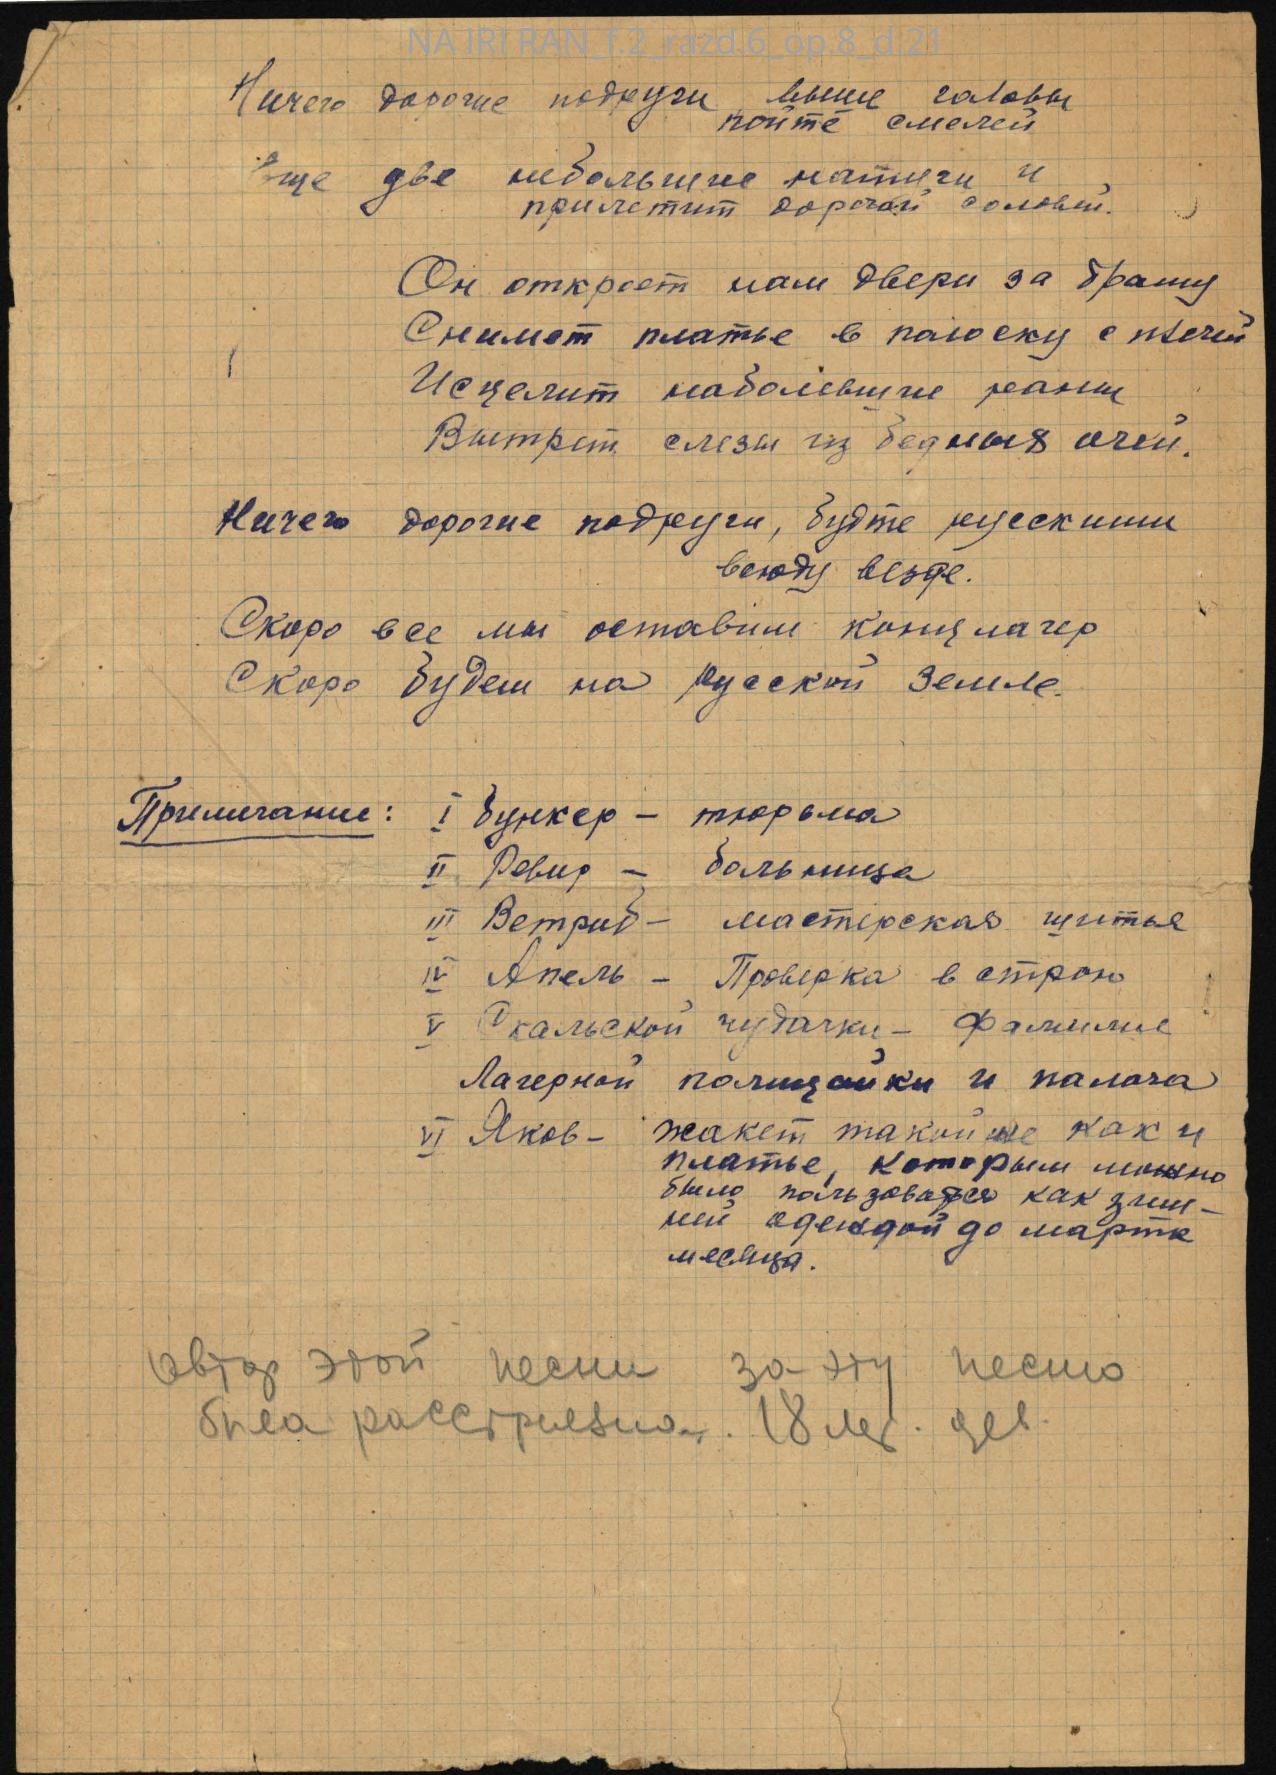 NA IRI RAN_f.2_razd.6_op.8_d.21
Ничего дорогие подруги выше головы
пойте смелей
Еще две небольшие натуги и
прилетит дорогой соловей.
Он откроет нам двери за браму
Снимет платье в полоску с плечей
Исцелит наболевшие раны
Вытрет слезы из бедных очей.
Ничего дорогие подруги, будте русскими
всюду везде.
Скоро все мы оставим концлагер
Скоро будем на русской земле.
Примечание: I бункер – тюрьма
II Ревир – больница
III Ветриб – мастерская шитья
IV Апель – Проверка в строю
V Скальской чудачки – фамилие
Лагерной полицайки и палача
VI Яков – жакет такой же как и
платье, которым можно
было пользоваться как зим-
ней одеждой до марта
месяца.
автор этой песни за эту песню
была расстреляна. 18 лет. дев.